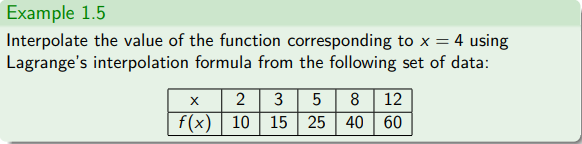 Example 1.5
Interpolate the value of the function corresponding to x = 4 using
Lagrange's interpolation formula from the following set of data:
x 2 3 5 8 12
f(x) 10 15 25 40 60